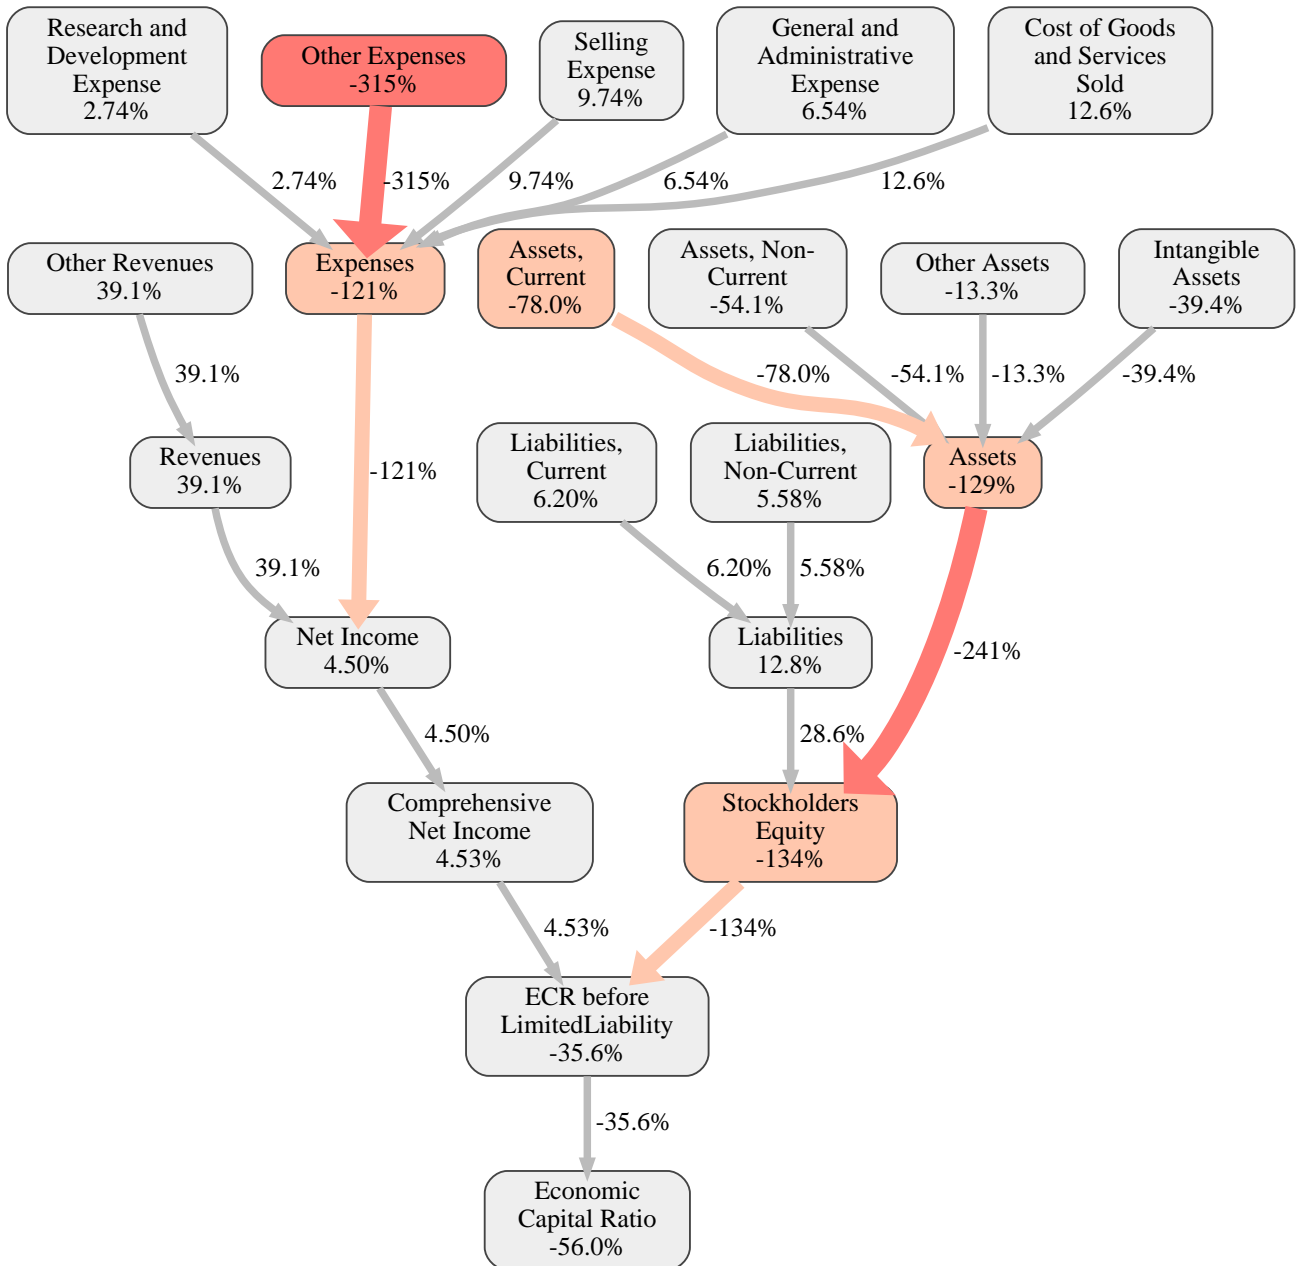 Research and
Development
Expense
2.74%
Other Expenses
-315%
Selling
Expense
9.74%
General and
Administrative
Expense
6.54%
Cost of Goods
and Services
Sold
12.6%
2.74%
-315%
9.74%
6.54%
12.6%
Other Revenues
39.1%
Expenses
-121%
Assets,
Current
-78.0%
Assets, Non-
Current
-54.1%
Other Assets
-13.3%
Intangible
Assets
-39.4%
39.1%
-78.0%
-54.1%
-13.3%
-39.4%
Revenues
39.1%
-121%
Liabilities,
Current
6.20%
Liabilities,
Non-Current
5.58%
Assets
-129%
39.1%
6.20%
5.58%
Net Income
4.50%
Liabilities
12.8%
-241%
4.50%
28.6%
Comprehensive
Net Income
4.53%
Stockholders
Equity
-134%
4.53%
-134%
ECR before
LimitedLiability
-35.6%
-35.6%
Economic
Capital Ratio
-56.0%